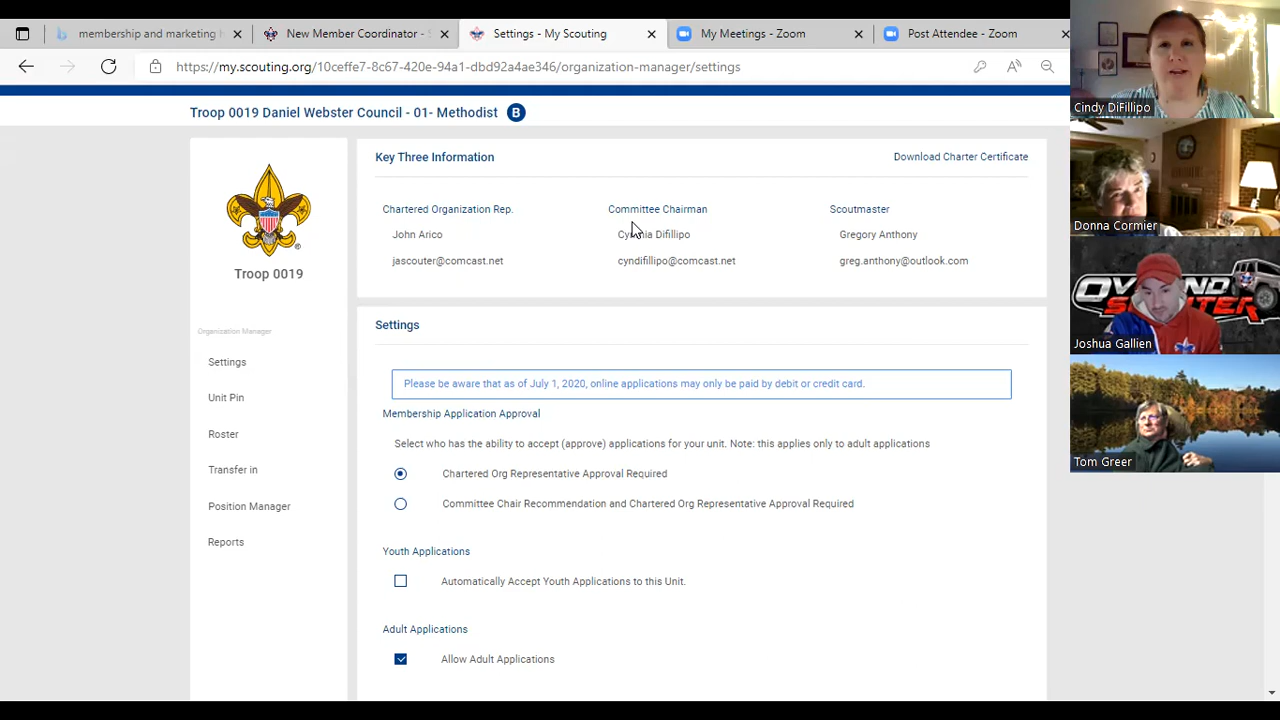 membership and marketing
New Member Coordinator -
Settings - My Scouting
My Meetings - Zoom
Post Attendee - Zoom
https://my.scouting.org/10ceffe7-8c67-420e-94a1-dbd92a4ae346/organization-manager/settings
Troop 0019 Daniel Webster Council - 01- Methodist B
Key Three Information
Download Charter Certificate
Chartered Organization Rep.
Committee Chairman
Scoutmaster
John Arico
Cynthia Difillipo
Gregory Anthony
jascouter@comcast.net
cyndifillipo@comcast.net
greg.anthony@outlook.com
Troop 0019
Organization Manager
Settings
Unit Pin
Roster
Transfer in
Position Manager
Reports
Settings
Please be aware that as of July 1, 2020, online applications may only be paid by debit or credit card.
Membership Application Approval
Select who has the ability to accept (approve) applications for your unit. Note: this applies only to adult applications
Chartered Org Representative Approval Required
Committee Chair Recommendation and Chartered Org Representative Approval Required
Youth Applications
Automatically Accept Youth Applications to this Unit.
Adult Applications
Allow Adult Applications
Cindy DiFillipo
Donna Cormier
Joshua Gallien
Tom Greer